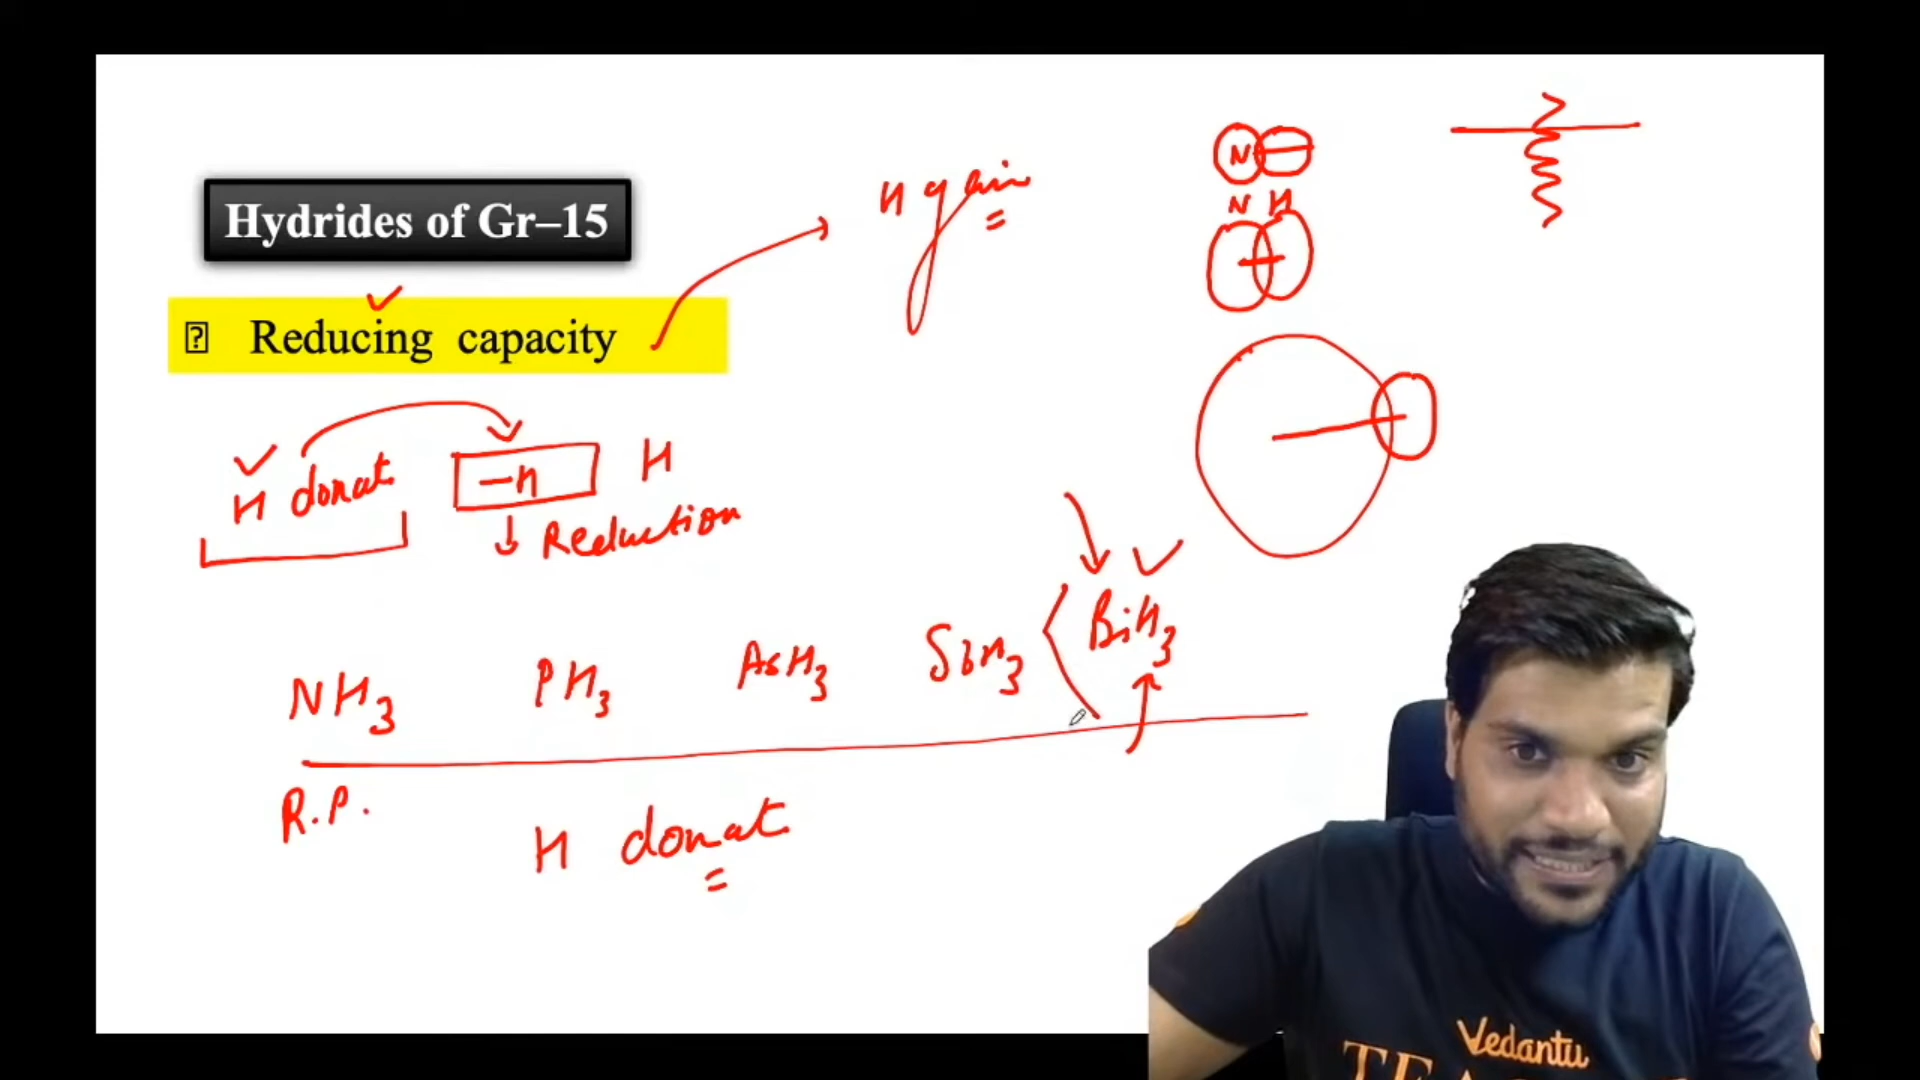 H gain
N
N H
Hydrides of Gr–15
Reducing capacity
H donat
–H
H
Reduction
NH3
PH3
AsH3
SbH3
BiH3
R.P.
H donat
Vedantu